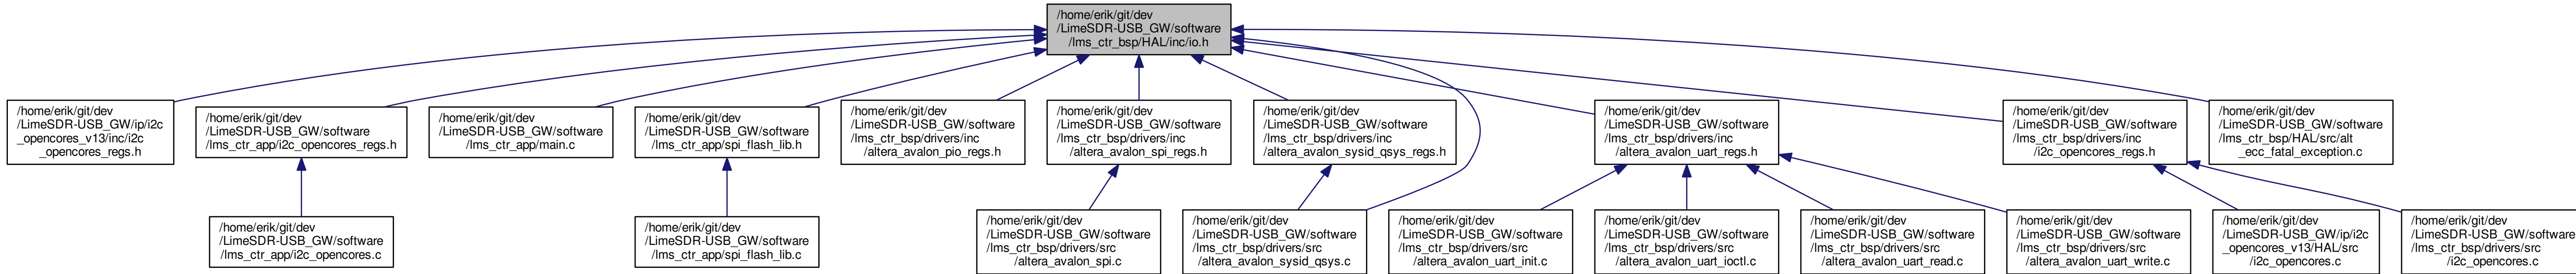 /home/erik/git/dev
/LimeSDR-USB_GW/software
/lms_ctr_bsp/HAL/inc/io.h
/home/erik/git/dev
/LimeSDR-USB_GW/ip/i2c
_opencores_v13/inc/i2c
_opencores_regs.h
/home/erik/git/dev
/LimeSDR-USB_GW/software
/lms_ctr_app/i2c_opencores_regs.h
/home/erik/git/dev
/LimeSDR-USB_GW/software
/lms_ctr_app/main.c
/home/erik/git/dev
/LimeSDR-USB_GW/software
/lms_ctr_app/spi_flash_lib.h
/home/erik/git/dev
/LimeSDR-USB_GW/software
/lms_ctr_bsp/drivers/inc
/altera_avalon_pio_regs.h
/home/erik/git/dev
/LimeSDR-USB_GW/software
/lms_ctr_bsp/drivers/inc
/altera_avalon_spi_regs.h
/home/erik/git/dev
/LimeSDR-USB_GW/software
/lms_ctr_bsp/drivers/inc
/altera_avalon_sysid_qsys_regs.h
/home/erik/git/dev
/LimeSDR-USB_GW/software
/lms_ctr_bsp/drivers/inc
/altera_avalon_uart_regs.h
/home/erik/git/dev
/LimeSDR-USB_GW/software
/lms_ctr_bsp/drivers/inc
/i2c_opencores_regs.h
/home/erik/git/dev
/LimeSDR-USB_GW/software
/lms_ctr_bsp/HAL/src/alt
_ecc_fatal_exception.c
/home/erik/git/dev
/LimeSDR-USB_GW/software
/lms_ctr_app/i2c_opencores.c
/home/erik/git/dev
/LimeSDR-USB_GW/software
/lms_ctr_app/spi_flash_lib.c
/home/erik/git/dev
/LimeSDR-USB_GW/software
/lms_ctr_bsp/drivers/src
/altera_avalon_spi.c
/home/erik/git/dev
/LimeSDR-USB_GW/software
/lms_ctr_bsp/drivers/src
/altera_avalon_sysid_qsys.c
/home/erik/git/dev
/LimeSDR-USB_GW/software
/lms_ctr_bsp/drivers/src
/altera_avalon_uart_init.c
/home/erik/git/dev
/LimeSDR-USB_GW/software
/lms_ctr_bsp/drivers/src
/altera_avalon_uart_ioctl.c
/home/erik/git/dev
/LimeSDR-USB_GW/software
/lms_ctr_bsp/drivers/src
/altera_avalon_uart_read.c
/home/erik/git/dev
/LimeSDR-USB_GW/software
/lms_ctr_bsp/drivers/src
/altera_avalon_uart_write.c
/home/erik/git/dev
/LimeSDR-USB_GW/ip/i2c
_opencores_v13/HAL/src
/i2c_opencores.c
/home/erik/git/dev
/LimeSDR-USB_GW/software
/lms_ctr_bsp/drivers/src
/i2c_opencores.c